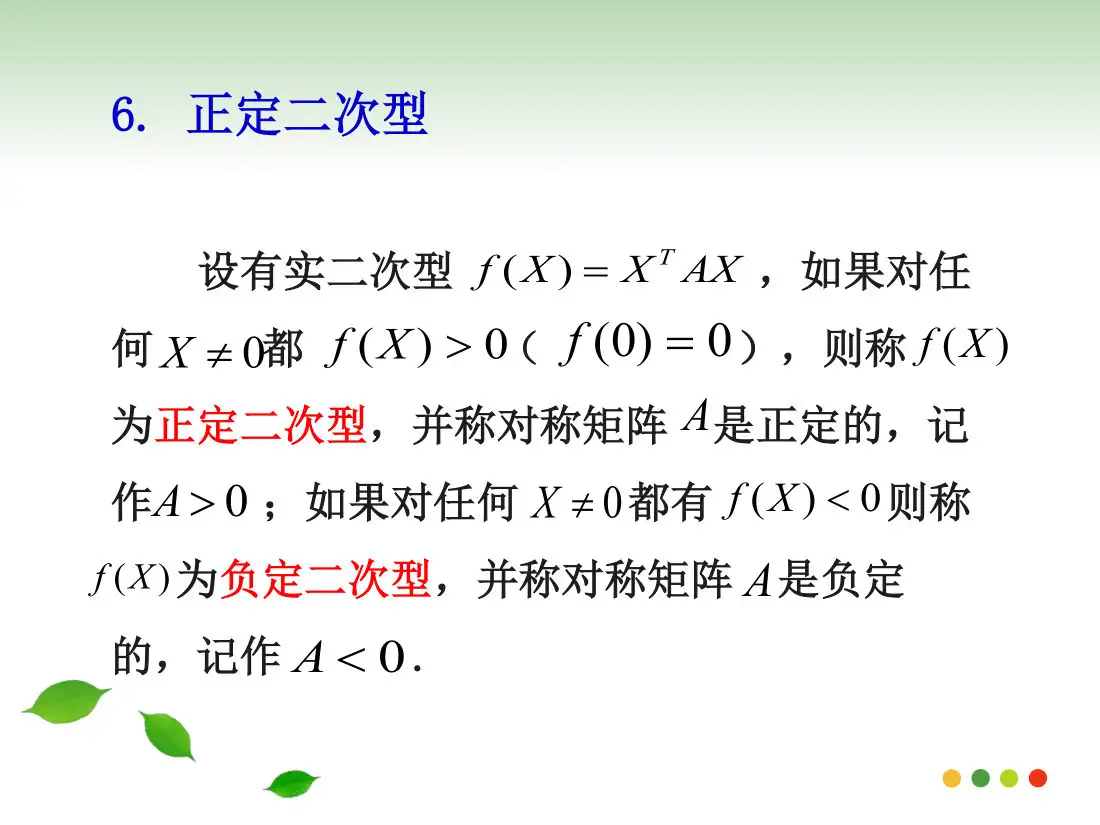 6. 正定二次型
设有实二次型 f(X) = X^T AX ，如果对任
何 X ≠ 0都 f(X) > 0（ f(0) = 0），则称 f(X)
为正定二次型，并称对称矩阵 A 是正定的，记
作A > 0 ；如果对任何 X ≠ 0 都有 f(X) < 0 则称
f(X) 为负定二次型，并称对称矩阵 A 是负定
的，记作 A < 0 .